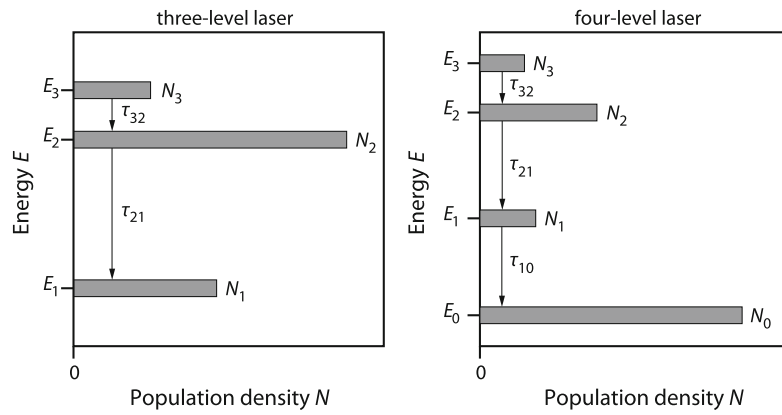 three-level laser
Energy E
E₃
N₃
τ₃₂
E₂
N₂
τ₂₁
E₁
N₁
0
Population density N
four-level laser
Energy E
E₃
N₃
τ₃₂
E₂
N₂
τ₂₁
E₁
N₁
τ₁₀
E₀
N₀
0
Population density N